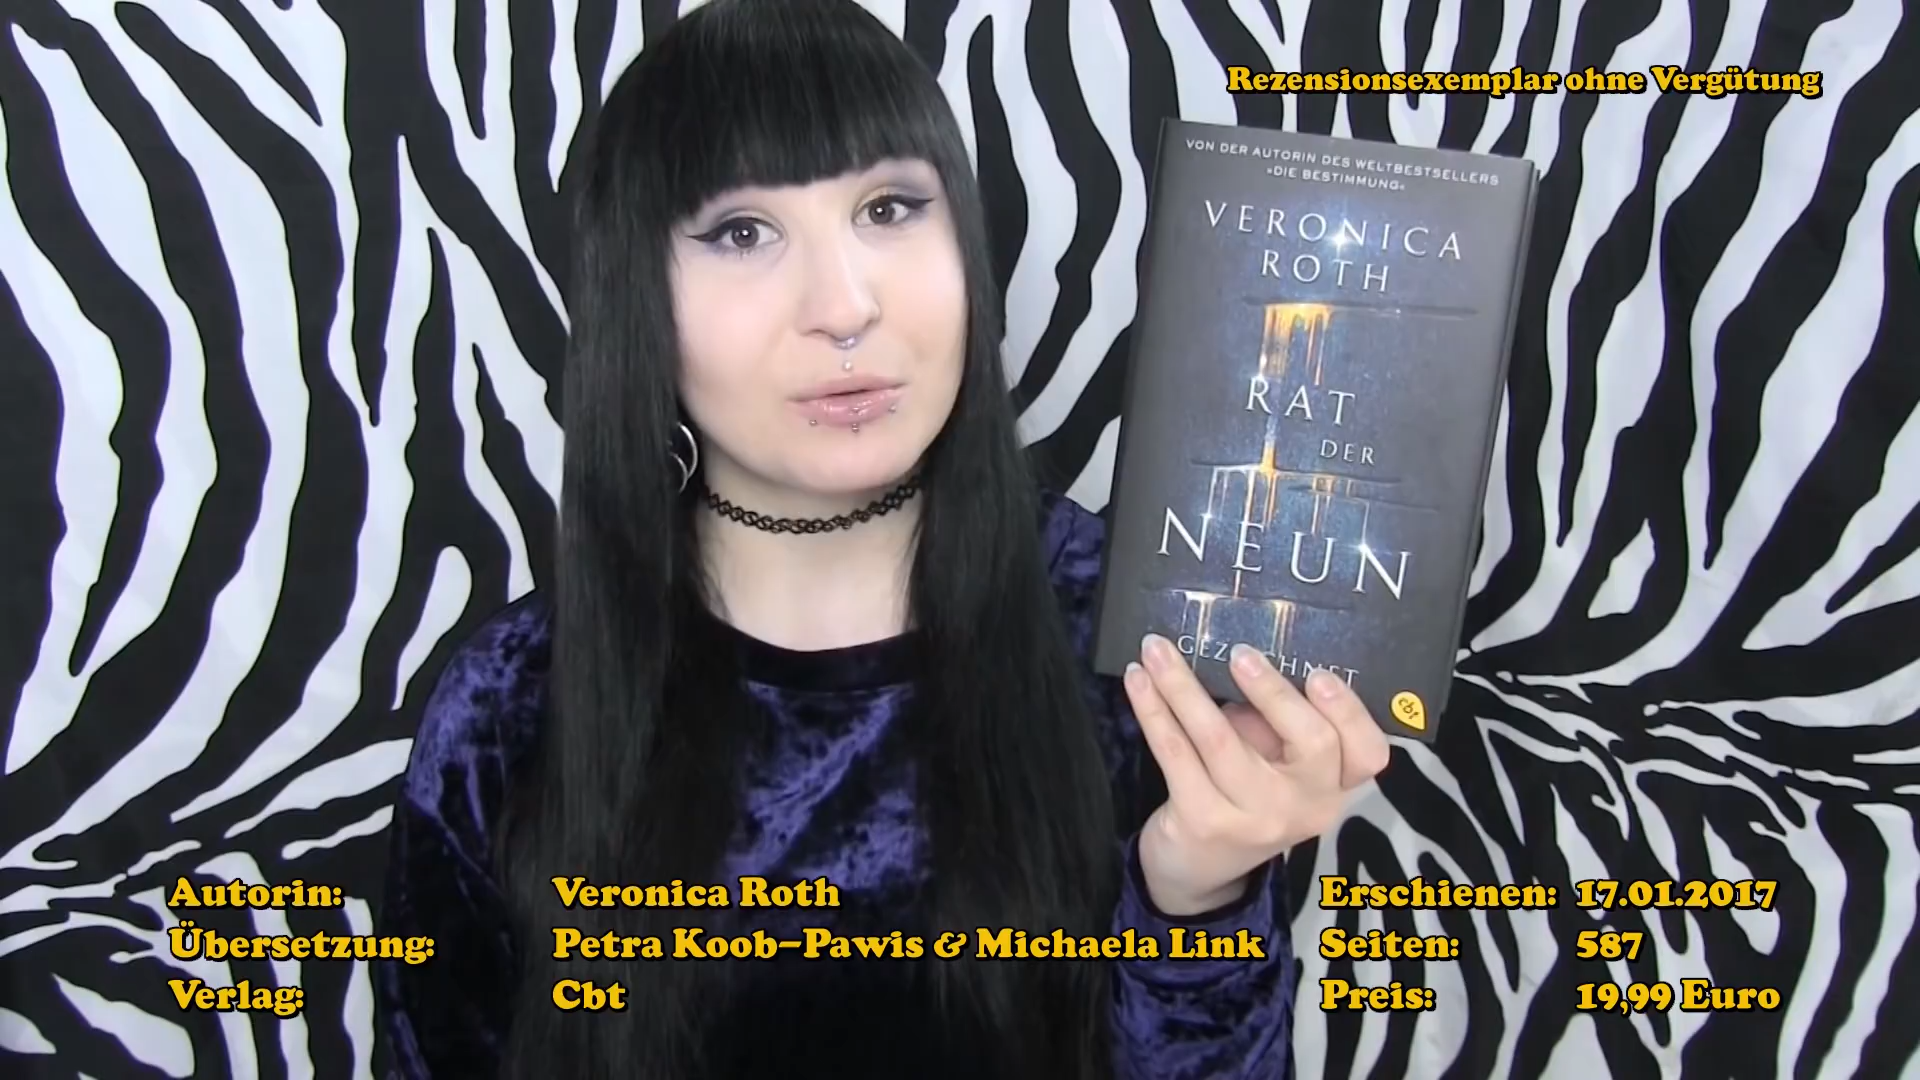 Rezensionsexemplar ohne Vergütung
VON DER AUTORIN DES WELTBESTSELLERS
»DIE BESTIMMUNG«
VERONICA
ROTH
RAT
DER
NEUN
cbt
Autorin: Veronica Roth
Übersetzung: Petra Koob-Pawis & Michaela Link
Verlag: Cbt
Erschienen: 17.01.2017
Seiten: 587
Preis: 19,99 Euro